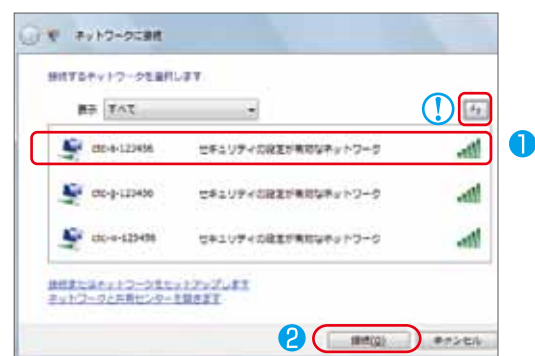 ネットワークに接続
接続するネットワークを選択します
表示 すべて
!
1
ctc-a-123456 セキュリティの設定が有効なネットワーク
ctc-g-123456 セキュリティの設定が有効なネットワーク
セキュリティの設定が有効なネットワーク
接続またはネットワークをセットアップします
ネットワークと共有センターを開きます
2
接続(O) キャンセル